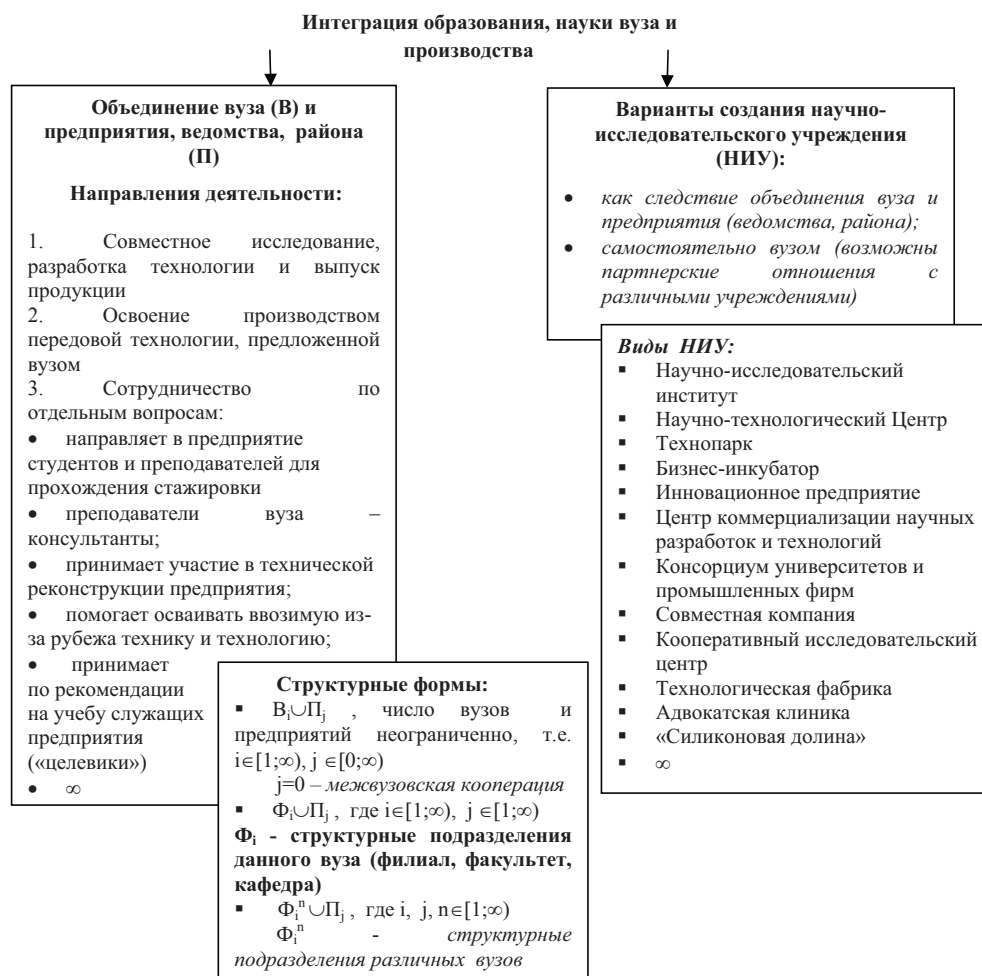 Интеграция образования, науки вуза и
производства
Объединение вуза (В) и
предприятия, ведомства, района
(П)
Направления деятельности:
1. Совместное исследование,
разработка технологии и выпуск
продукции
2. Освоение производством
передовой технологии, предложенной
вузом
3. Сотрудничество по
отдельным вопросам:
• направляет в предприятие
студентов и преподавателей для
прохождения стажировки
• преподаватели вуза –
консультанты;
• принимает участие в технической
реконструкции предприятия;
• помогает осваивать ввозимую из-
за рубежа технику и технологию;
• принимает
по рекомендации
на учебу служащих
предприятия
(«целевики»)
• ∞
Структурные формы:
▪ Вᵢ∪Пⱼ , число вузов и
предприятий неограниченно, т.е.
i∈[1;∞), j ∈[0;∞)
j=0 – межвузовская кооперация
▪ Фᵢ∪Пⱼ , где i∈[1;∞), j ∈[1;∞)
Фᵢ - структурные подразделения
данного вуза (филиал, факультет,
кафедра)
▪ Фᵢⁿ ∪Пⱼ , где i, j, n∈[1;∞)
Фᵢⁿ - структурные
подразделения различных вузов
Варианты создания научно-
исследовательского учреждения
(НИУ):
• как следствие объединения вуза и
предприятия (ведомства, района);
• самостоятельно вузом (возможны
партнерские отношения с
различными учреждениями)
Виды НИУ:
▪ Научно-исследовательский
институт
▪ Научно-технологический Центр
▪ Технопарк
▪ Бизнес-инкубатор
▪ Инновационное предприятие
▪ Центр коммерциализации научных
разработок и технологий
▪ Консорциум университетов и
промышленных фирм
▪ Совместная компания
▪ Кооперативный исследовательский
центр
▪ Технологическая фабрика
▪ Адвокатская клиника
▪ «Силиконовая долина»
▪ ∞